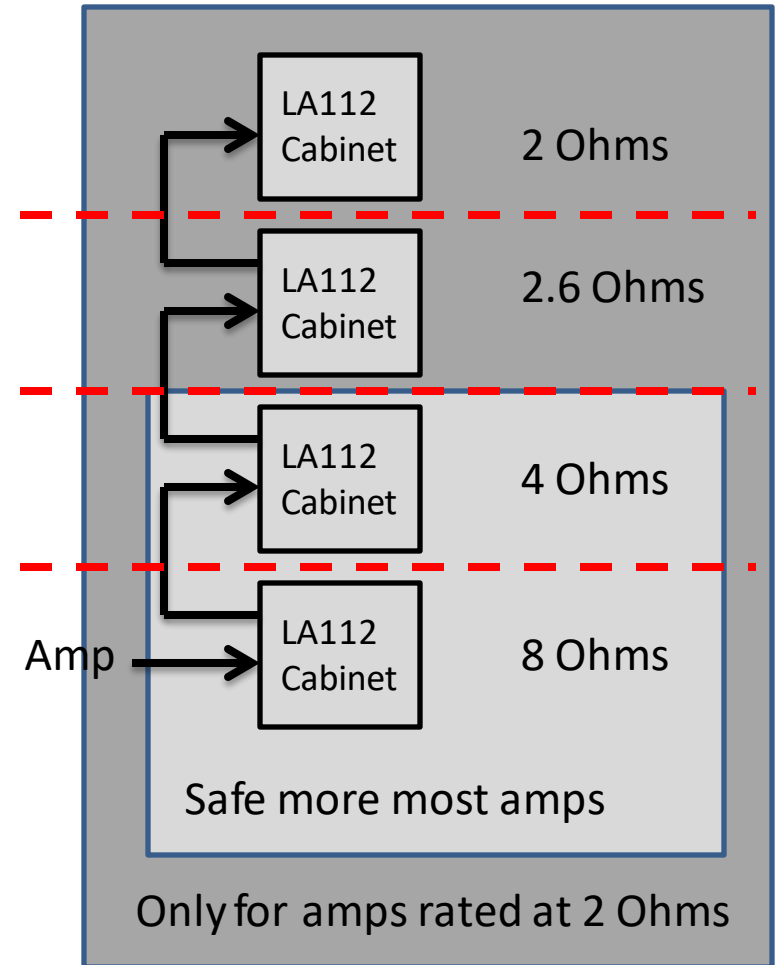 LA112
Cabinet
2 Ohms
LA112
Cabinet
2.6 Ohms
LA112
Cabinet
4 Ohms
Amp
LA112
Cabinet
8 Ohms
Safe more most amps
Only for amps rated at 2 Ohms